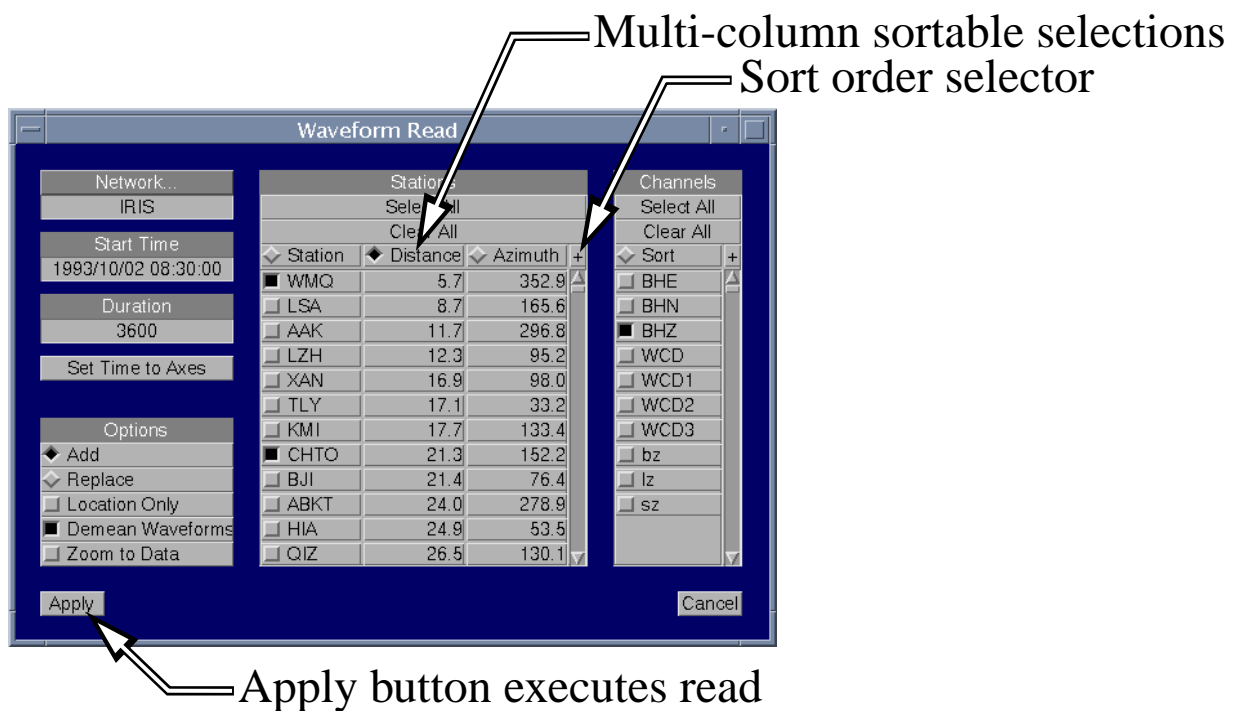 Multi-column sortable selections
Sort order selector
Waveform Read
Network...
IRIS
Start Time
1993/10/02 08:30:00
Duration
3600
Set Time to Axes
Options
Add
Replace
Location Only
Demean Waveforms
Zoom to Data
Stations
Select All
Clear All
Station Distance Azimuth +
WMQ 5.7 352.9
LSA 8.7 165.6
AAK 11.7 296.8
LZH 12.3 95.2
XAN 16.9 98.0
TLY 17.1 33.2
KMI 17.7 133.4
CHTO 21.3 152.2
BJI 21.4 76.4
ABKT 24.0 278.9
HIA 24.9 53.5
QIZ 26.5 130.1
Channels
Select All
Clear All
Sort +
BHE
BHN
BHZ
WCD
WCD1
WCD2
WCD3
bz
lz
sz
Apply
Cancel
Apply button executes read